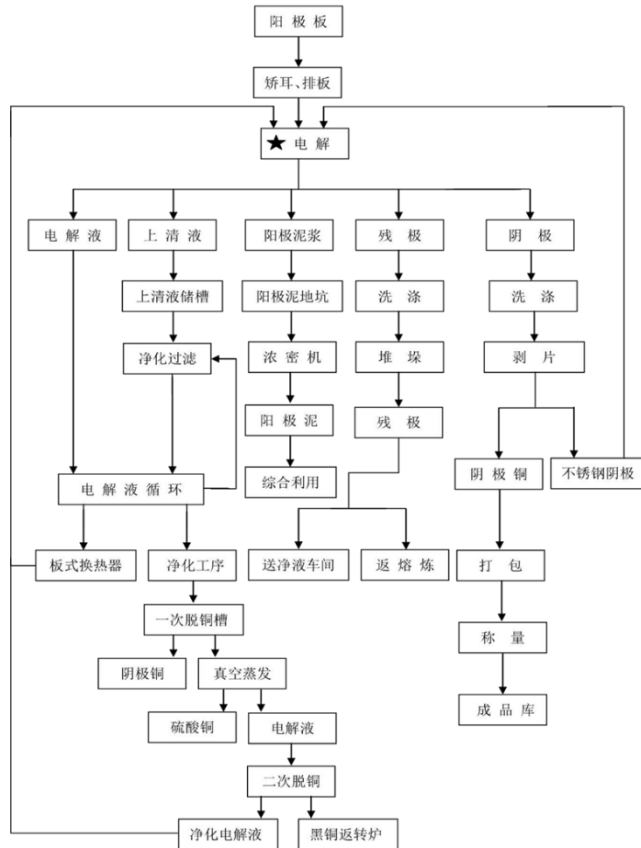 阳极板
矫耳、排板
★ 电解
电解液
上清液
阳极泥浆
残极
阴极
上清液储槽
阳极泥地坑
洗涤
洗涤
净化过滤
浓密机
堆垛
剥片
阳极泥
残极
电解液循环
综合利用
阴极铜
不锈钢阴极
板式换热器
净化工序
送净液车间
返熔炼
打包
一次脱铜槽
称量
阴极铜
真空蒸发
成品库
硫酸铜
电解液
二次脱铜
净化电解液
黑铜返转炉